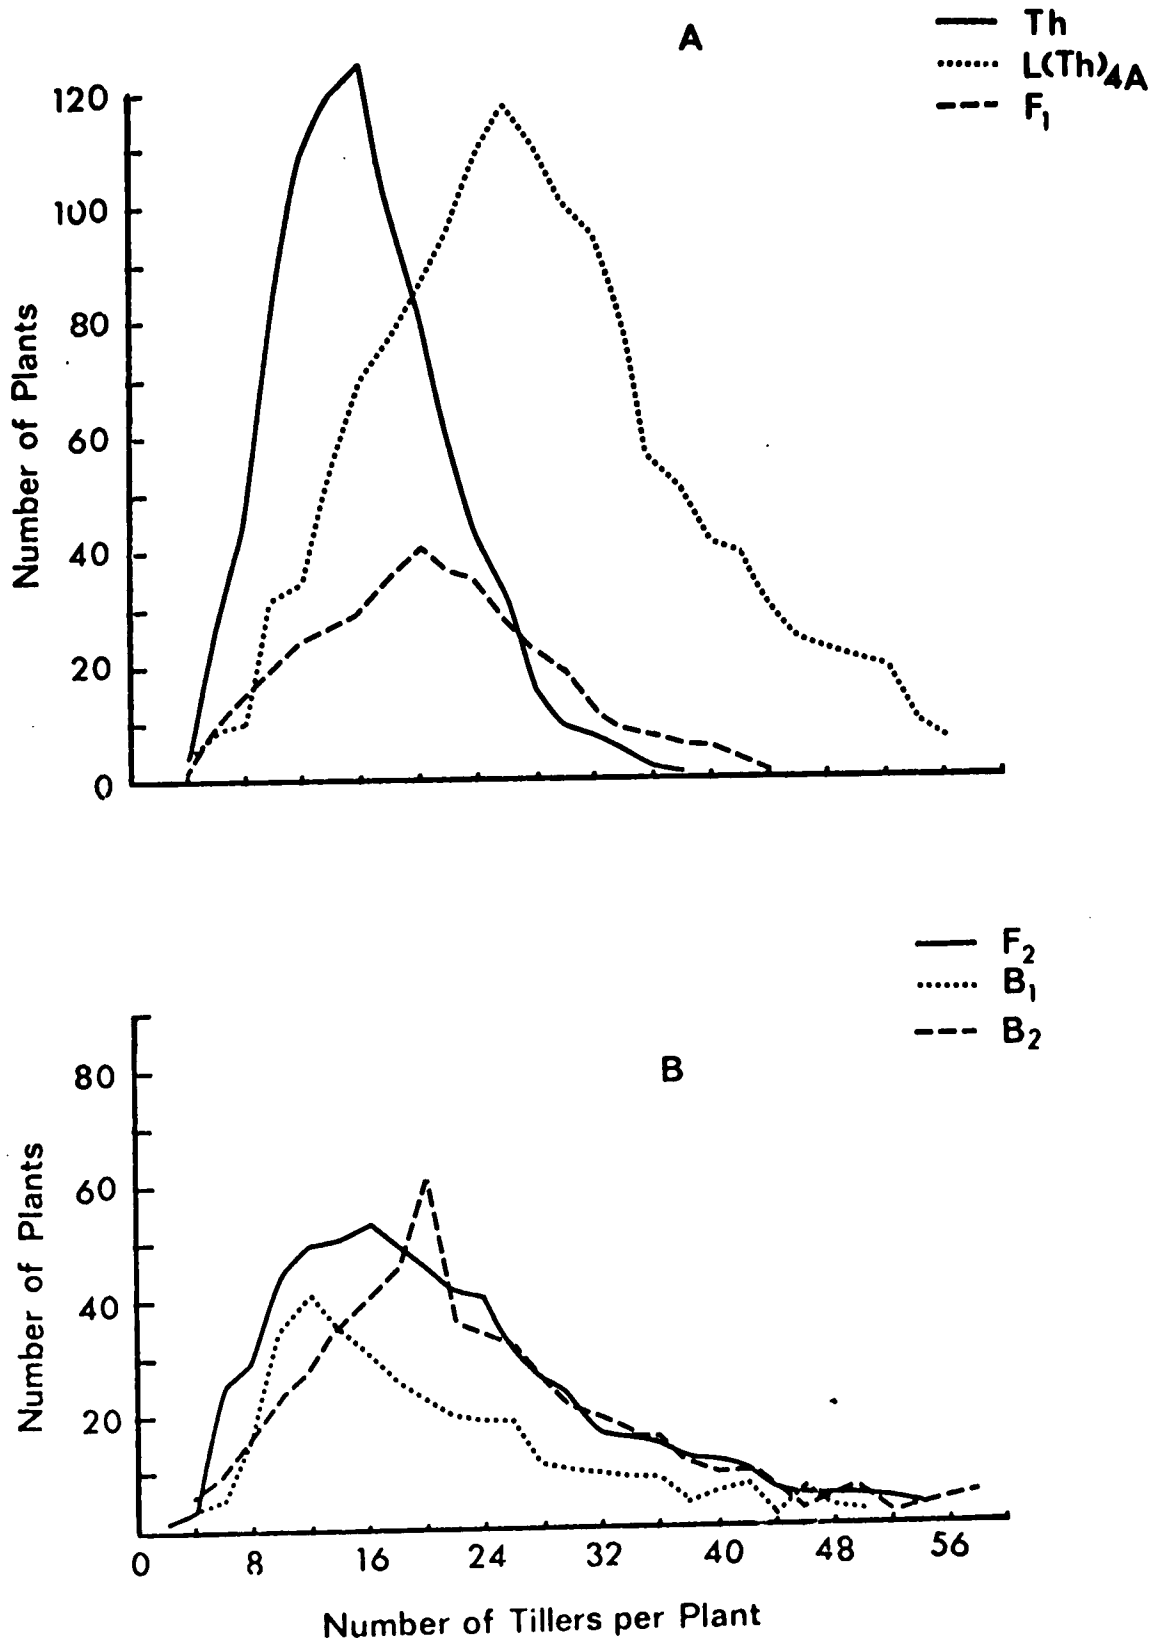 A
Th
L(Th)4A
F1
120
100
80
60
40
20
0
Number of Plants
F2
B1
B2
B
80
60
40
20
Number of Plants
0 8 16 24 32 40 48 56
Number of Tillers per Plant